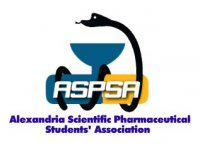 ASPSA
Alexandria Scientific Pharmaceutical
Students' Association